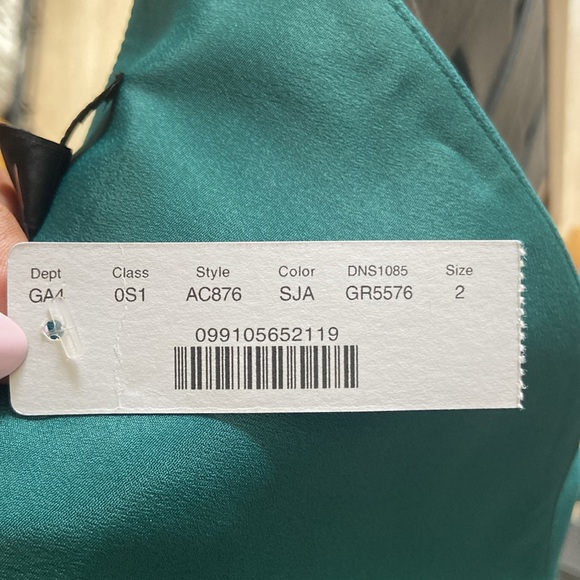 Dept Class Style Color DNS1085 Size
GA4 0S1 AC876 SJA GR5576 2
099105652119